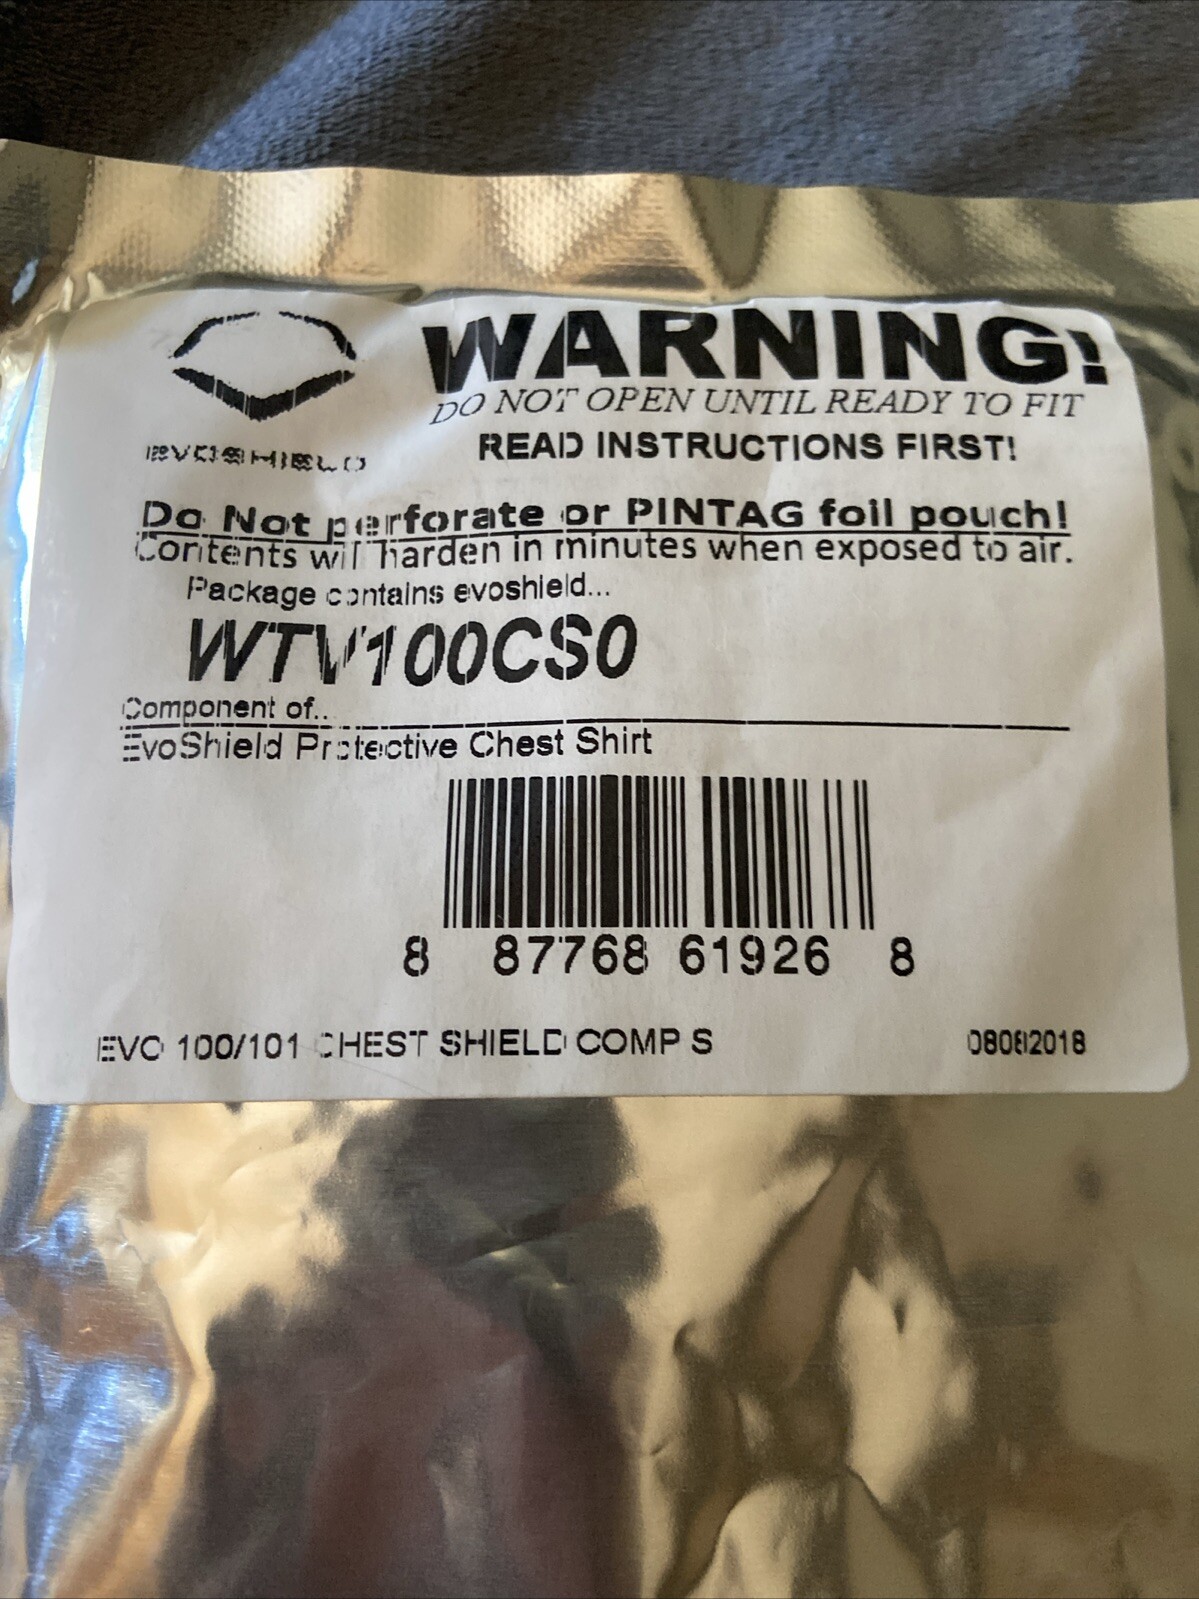 WARNING!
DO NOT OPEN UNTIL READY TO FIT
EVOSHIELD
READ INSTRUCTIONS FIRST!
Do Not perforate or PINTAG foil pouch!
Contents will harden in minutes when exposed to air.
Package contains evoshield...
WTV100CS0
Component of...
EvoShield Protective Chest Shirt
8 87768 61926 8
EVO 100/101 CHEST SHIELD COMP S 08082018